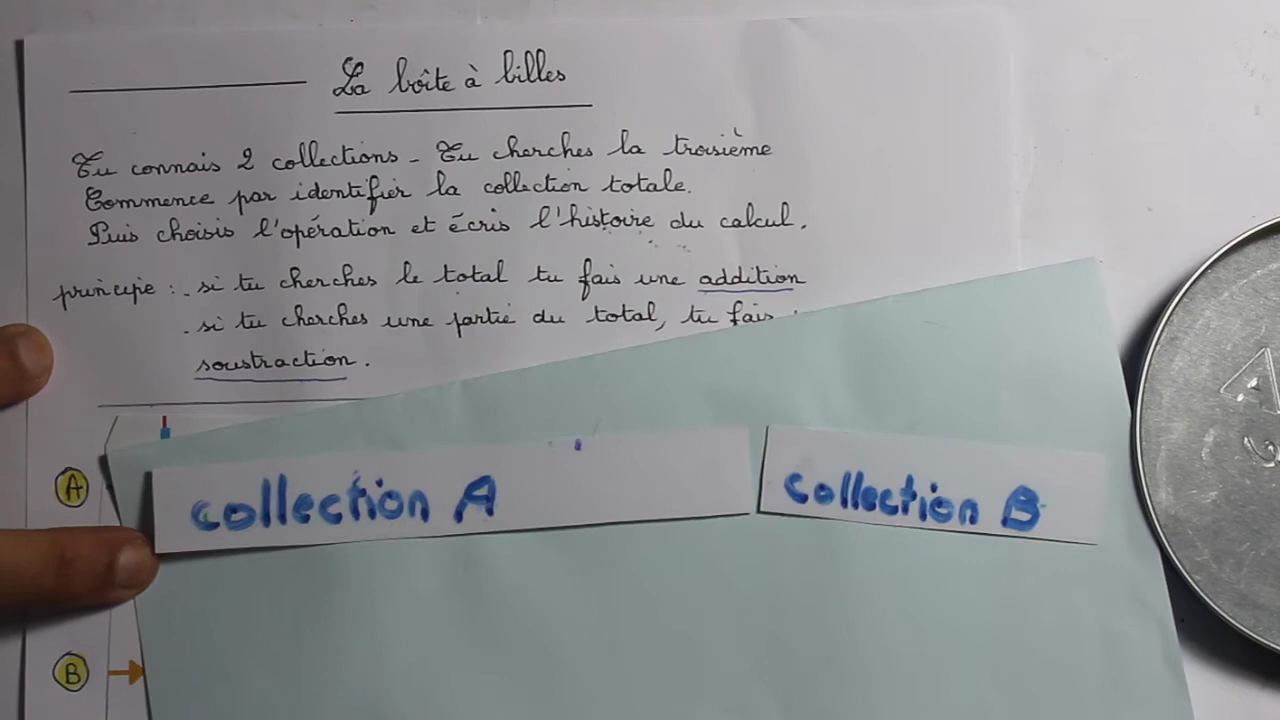 La boîte à billes
Tu connais 2 collections - Tu cherches la troisième
Commence par identifier la collection totale.
Puis choisis l'opération et écris l'histoire du calcul.
principe : . si tu cherches le total tu fais une addition
. si tu cherches une partie du total, tu fais
soustraction.
A
collection A
collection B
B